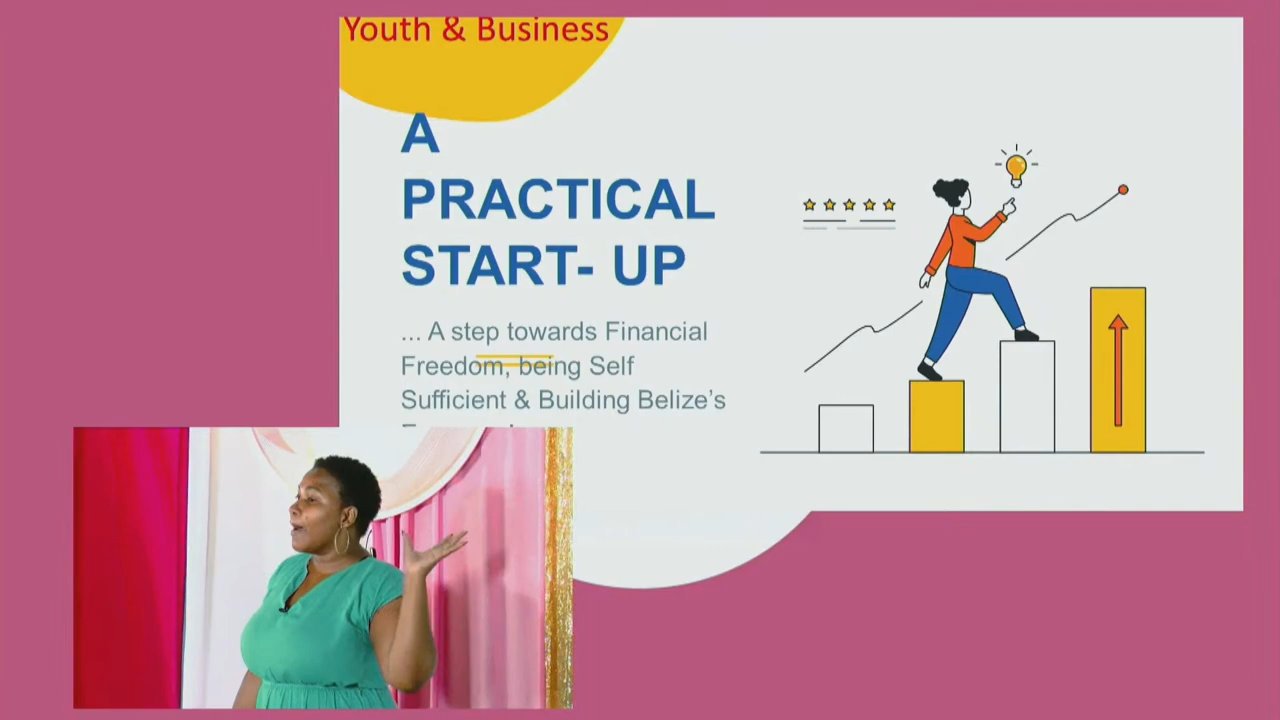 Youth & Business
A
PRACTICAL
START- UP
... A step towards Financial
Freedom, being Self
Sufficient & Building Belize's